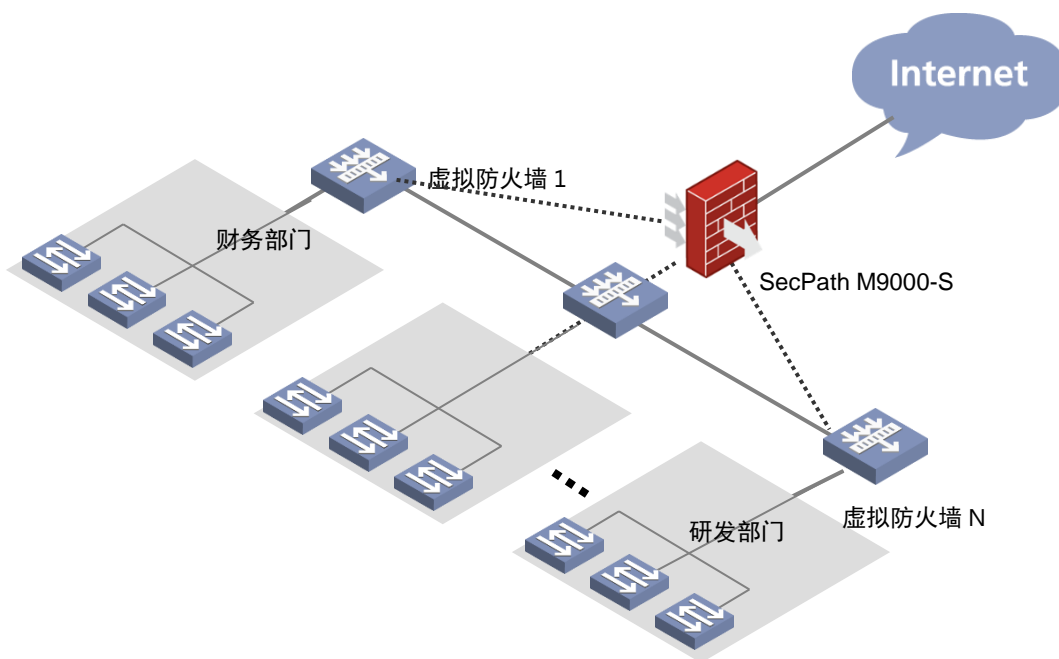 Internet
虚拟防火墙 1
财务部门
SecPath M9000-S
虚拟防火墙 N
研发部门